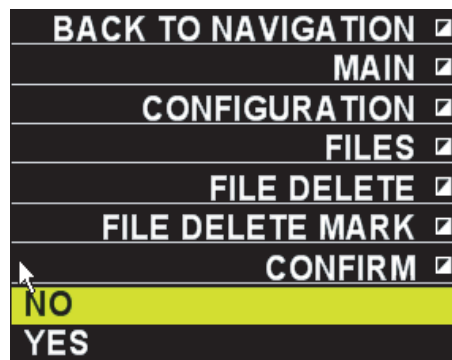 BACK TO NAVIGATION
MAIN
CONFIGURATION
FILES
FILE DELETE
FILE DELETE MARK
CONFIRM
NO
YES